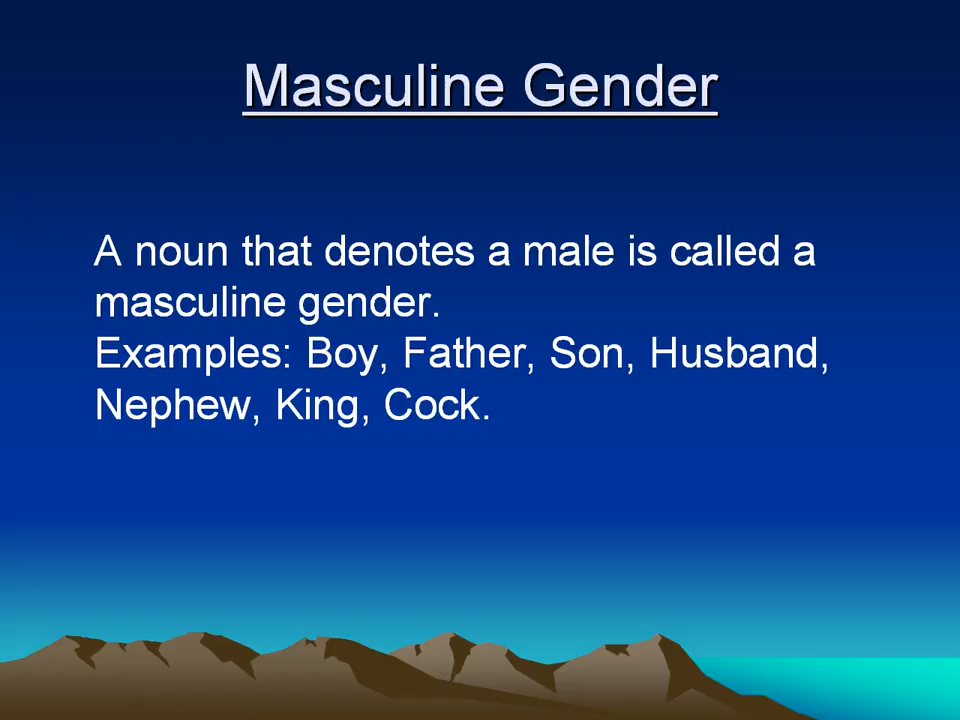 Masculine Gender
A noun that denotes a male is called a
masculine gender.
Examples: Boy, Father, Son, Husband,
Nephew, King, Cock.